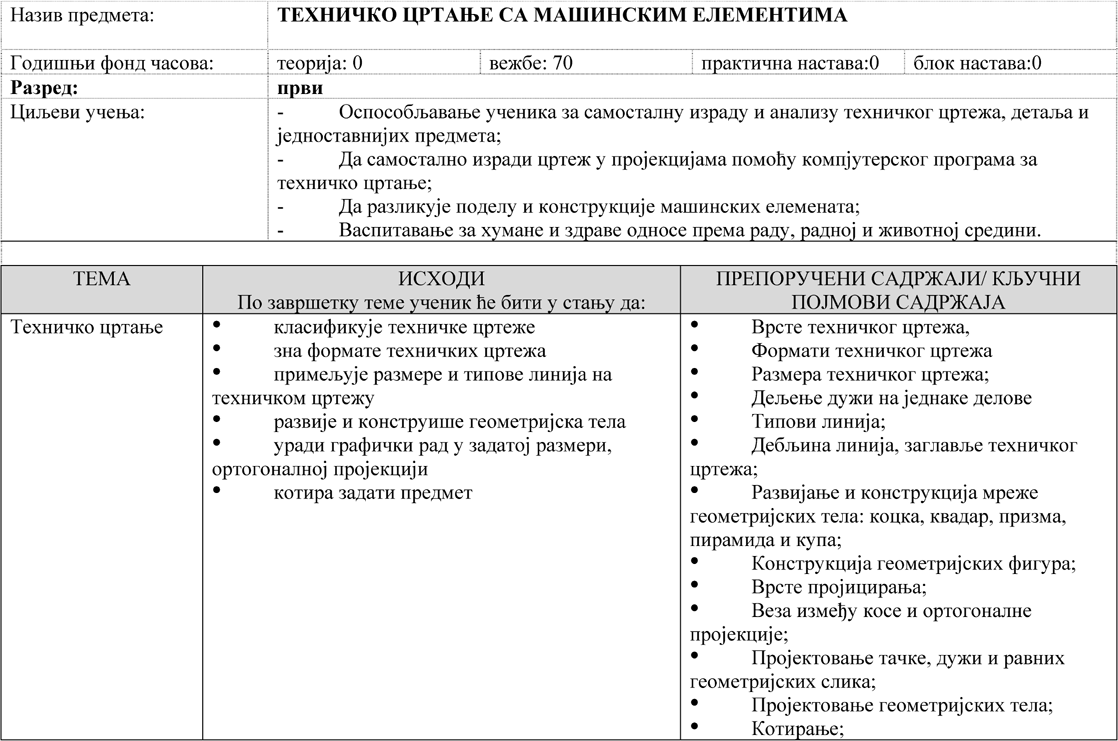 Назив предмета: ТЕХНИЧКО ЦРТАЊЕ СА МАШИНСКИМ ЕЛЕМЕНТИМА
Годишњи фонд часова: теорија: 0 вежбе: 70 практична настава:0 блок настава:0
Разред: први
Циљеви учења:
- Оспособљавање ученика за самосталну израду и анализу техничког цртежа, детаља и
једноставнијих предмета;
- Да самостално изради цртеж у пројекцијама помоћу компјутерског програма за
техничко цртање;
- Да разликује поделу и конструкције машинских елемената;
- Васпитавање за хумане и здраве односе према раду, радној и животној средини.
ТЕМА
ИСХОДИ
По завршетку теме ученик ће бити у стању да:
ПРЕПОРУЧЕНИ САДРЖАЈИ/ КЉУЧНИ
ПОЈМОВИ САДРЖАЈА
Техничко цртање
• класификује техничке цртеже
• зна формате техничких цртежа
• примељује размере и типове линија на
техничком цртежу
• развије и конструише геометријска тела
• уради графички рад у задатој размери,
ортогоналној пројекцији
• котира задати предмет
• Врсте техничког цртежа,
• Формати техничког цртежа
• Размера техничког цртежа;
• Дељење дужи на једнаке делове
• Типови линија;
• Дебљина линија, заглавље техничког
цртежа;
• Развијање и конструкција мреже
геометријских тела: коцка, квадар, призма,
пирамида и купа;
• Конструкција геометријских фигура;
• Врсте пројицирања;
• Веза између косе и ортогоналне
пројекције;
• Пројектовање тачке, дужи и равних
геометријских слика;
• Пројектовање геометријских тела;
• Котирање;